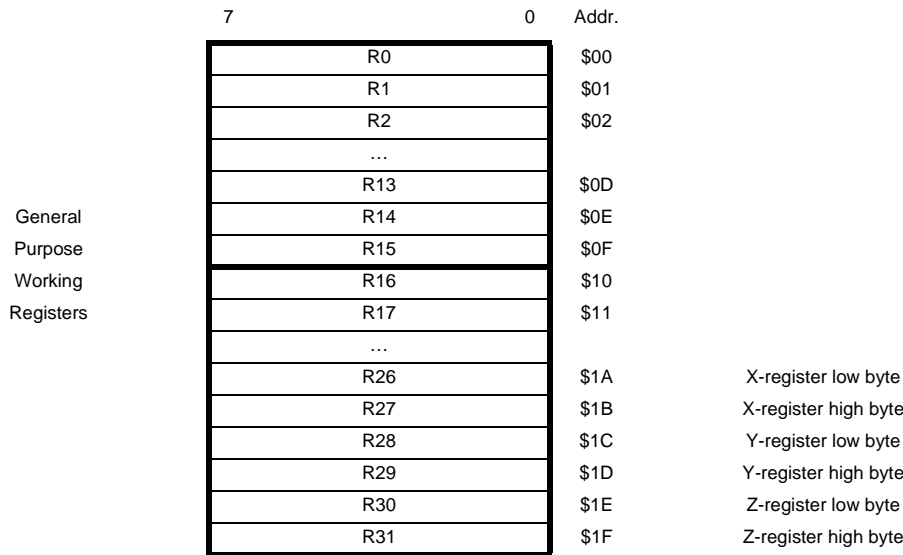 7 0 Addr.
R0 $00
R1 $01
R2 $02
…
R13 $0D
General R14 $0E
Purpose R15 $0F
Working R16 $10
Registers R17 $11
…
R26 $1A X-register low byte
R27 $1B X-register high byte
R28 $1C Y-register low byte
R29 $1D Y-register high byte
R30 $1E Z-register low byte
R31 $1F Z-register high byte